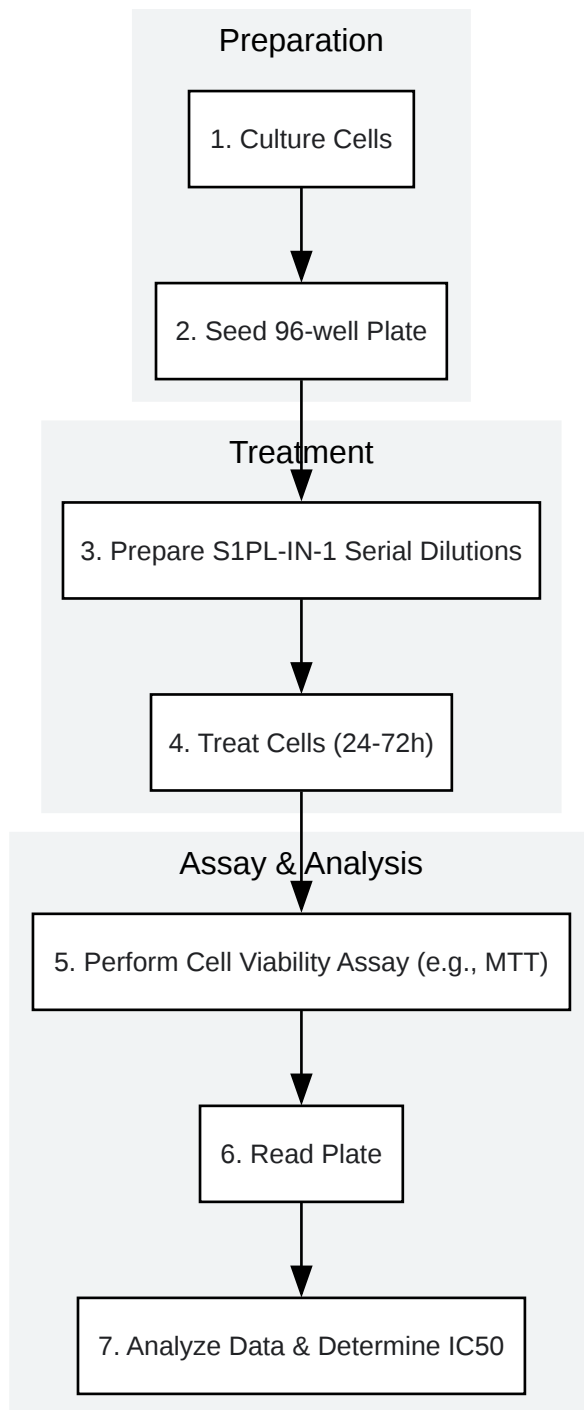 Preparation
1. Culture Cells
2. Seed 96-well Plate
Treatment
3. Prepare S1PL-IN-1 Serial Dilutions
4. Treat Cells (24-72h)
Assay & Analysis
5. Perform Cell Viability Assay (e.g., MTT)
6. Read Plate
7. Analyze Data & Determine IC50